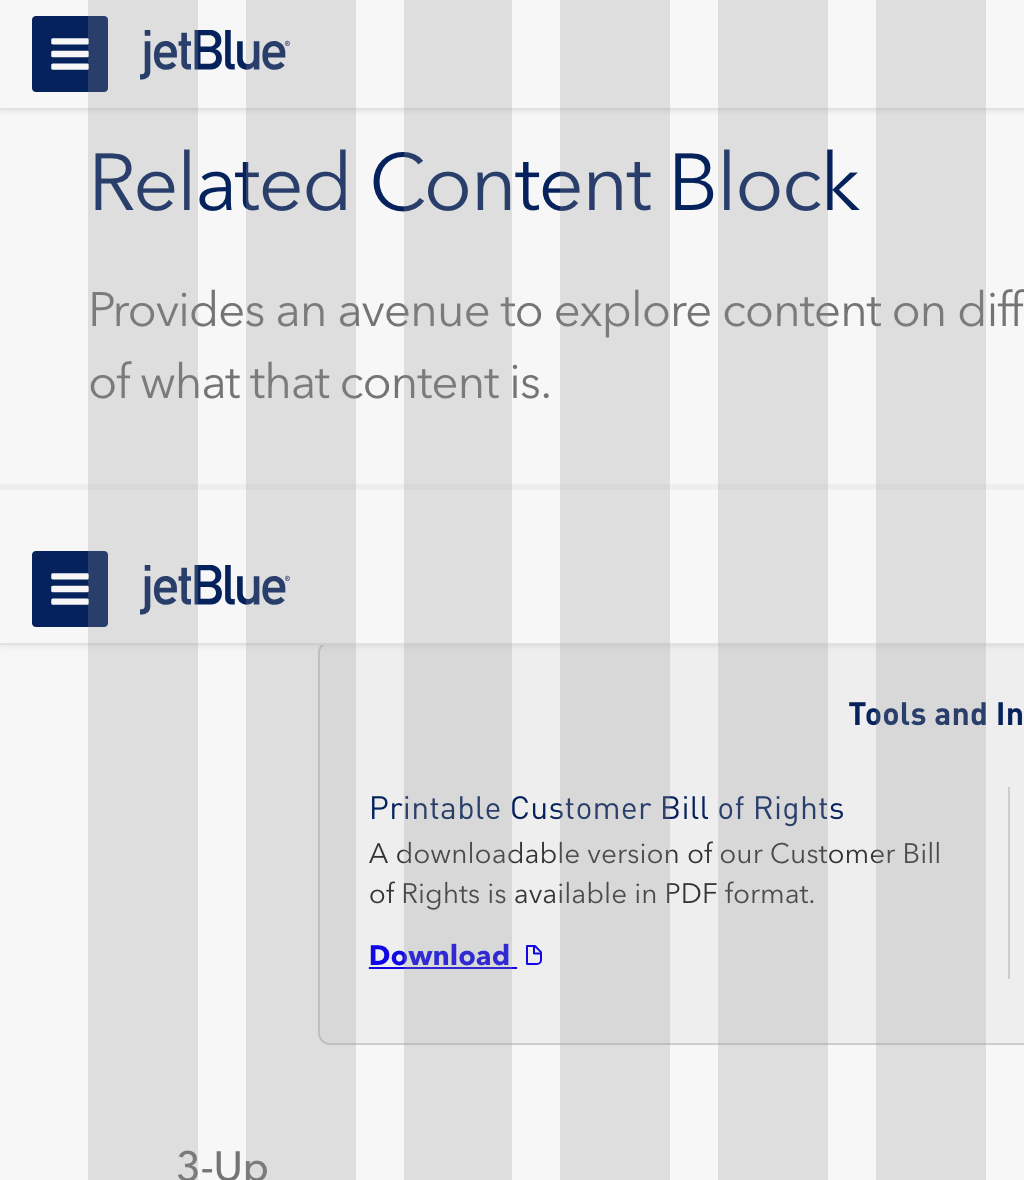 jetBlue®
Related Content Block
Provides an avenue to explore content on diff
of what that content is.
jetBlue®
Tools and In
Printable Customer Bill of Rights
A downloadable version of our Customer Bill
of Rights is available in PDF format.
Download
3-Up